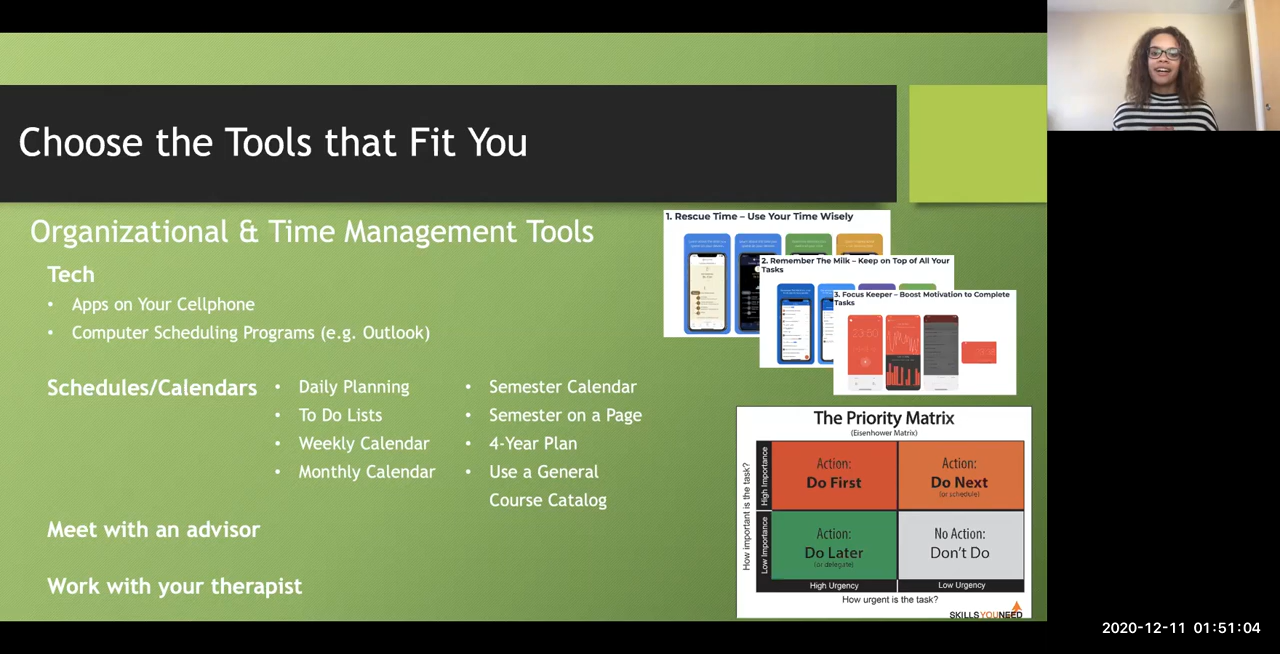 Choose the Tools that Fit You
Organizational & Time Management Tools
Tech
• Apps on Your Cellphone
• Computer Scheduling Programs (e.g. Outlook)
Schedules/Calendars
• Daily Planning
• To Do Lists
• Weekly Calendar
• Monthly Calendar
• Semester Calendar
• Semester on a Page
• 4-Year Plan
• Use a General
Course Catalog
Meet with an advisor
Work with your therapist
1. Rescue Time – Use Your Time Wisely
2. Remember The Milk – Keep on Top of All Your
Tasks
3. Focus Keeper – Boost Motivation to Complete
Tasks
23:50
The Priority Matrix
(Eisenhower Matrix)
How important is the task?
High Importance
Action:
Do First
Action:
Do Next
(or schedule)
Low Importance
Action:
Do Later
(or delegate)
No Action:
Don't Do
High Urgency
Low Urgency
How urgent is the task?
SKILLSYOUNEED
2020-12-11 01:51:04